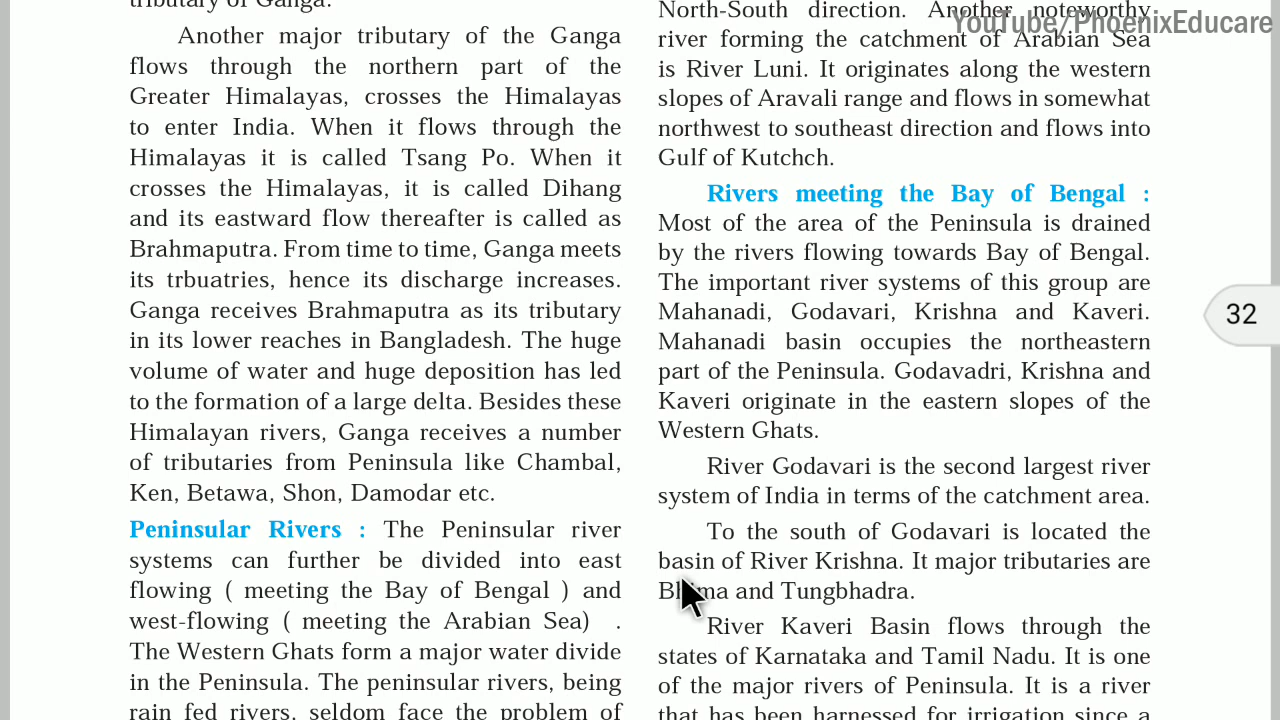 tributary of Ganga.
Another major tributary of the Ganga
flows through the northern part of the
Greater Himalayas, crosses the Himalayas
to enter India. When it flows through the
Himalayas it is called Tsang Po. When it
crosses the Himalayas, it is called Dihang
and its eastward flow thereafter is called as
Brahmaputra. From time to time, Ganga meets
its trbuatries, hence its discharge increases.
Ganga receives Brahmaputra as its tributary
in its lower reaches in Bangladesh. The huge
volume of water and huge deposition has led
to the formation of a large delta. Besides these
Himalayan rivers, Ganga receives a number
of tributaries from Peninsula like Chambal,
Ken, Betawa, Shon, Damodar etc.
Peninsular Rivers : The Peninsular river
systems can further be divided into east
flowing ( meeting the Bay of Bengal ) and
west-flowing ( meeting the Arabian Sea) .
The Western Ghats form a major water divide
in the Peninsula. The peninsular rivers, being
rain fed rivers, seldom face the problem of
North-South direction. Another noteworthy
river forming the catchment of Arabian Sea
is River Luni. It originates along the western
slopes of Aravali range and flows in somewhat
northwest to southeast direction and flows into
Gulf of Kutchch.
Rivers meeting the Bay of Bengal :
Most of the area of the Peninsula is drained
by the rivers flowing towards Bay of Bengal.
The important river systems of this group are
Mahanadi, Godavari, Krishna and Kaveri.
Mahanadi basin occupies the northeastern
part of the Peninsula. Godavadri, Krishna and
Kaveri originate in the eastern slopes of the
Western Ghats.
River Godavari is the second largest river
system of India in terms of the catchment area.
To the south of Godavari is located the
basin of River Krishna. It major tributaries are
Bhima and Tungbhadra.
River Kaveri Basin flows through the
states of Karnataka and Tamil Nadu. It is one
of the major rivers of Peninsula. It is a river
that has been harnessed for irrigation since a
YouTube/PhoenixEducare
32